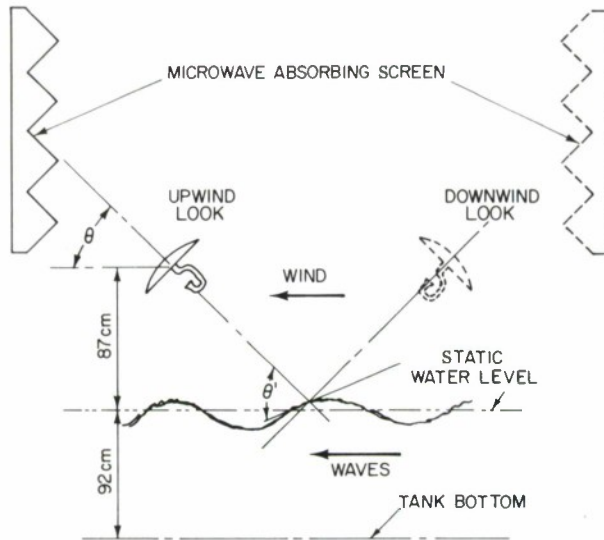 MICROWAVE ABSORBING SCREEN
UPWIND
LOOK
DOWNWIND
LOOK
θ
WIND
87cm
θ'
STATIC
WATER LEVEL
92cm
WAVES
TANK BOTTOM